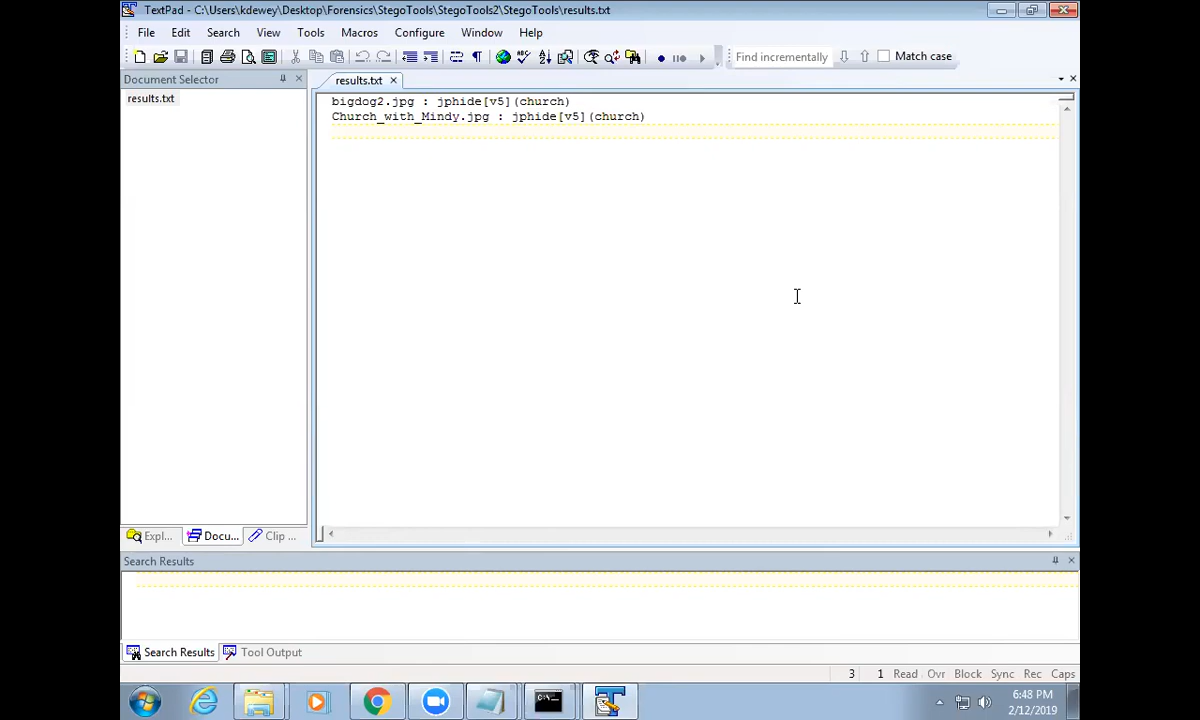 TextPad - C:\Users\kdewey\Desktop\Forensics\StegoTools\StegoTools2\StegoTools\results.txt
File Edit Search View Tools Macros Configure Window Help
Find incrementally Match case
Document Selector
results.txt
results.txt
bigdog2.jpg : jphide[v5](church)
Church_with_Mindy.jpg : jphide[v5](church)
Expl... Docu... Clip ...
Search Results
Search Results Tool Output
3 1 Read Ovr Block Sync Rec Caps
6:48 PM
2/12/2019